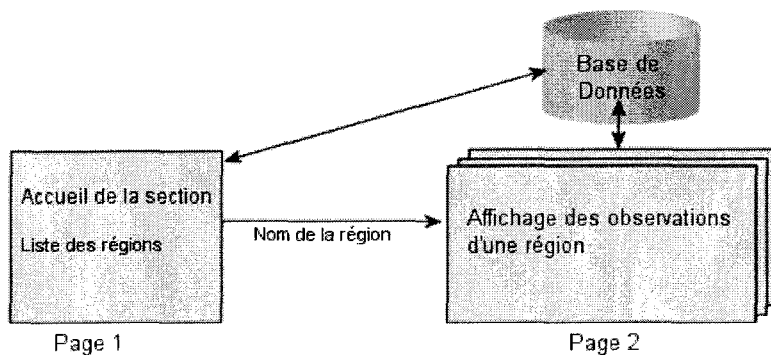 Base de
Données
Accueil de la section
Liste des régions
Nom de la région
Affichage des observations
d'une région
Page 1
Page 2